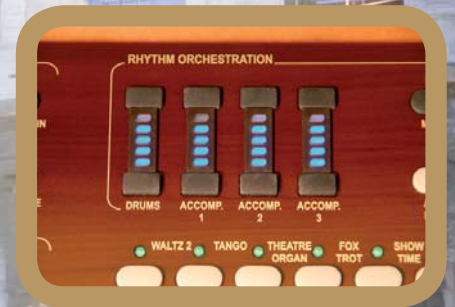 RHYTHM ORCHESTRATION
DRUMS ACCOMP. ACCOMP. ACCOMP.
1 2 3
WALTZ 2 TANGO THEATRE FOX SHOW
ORGAN TROT TIME